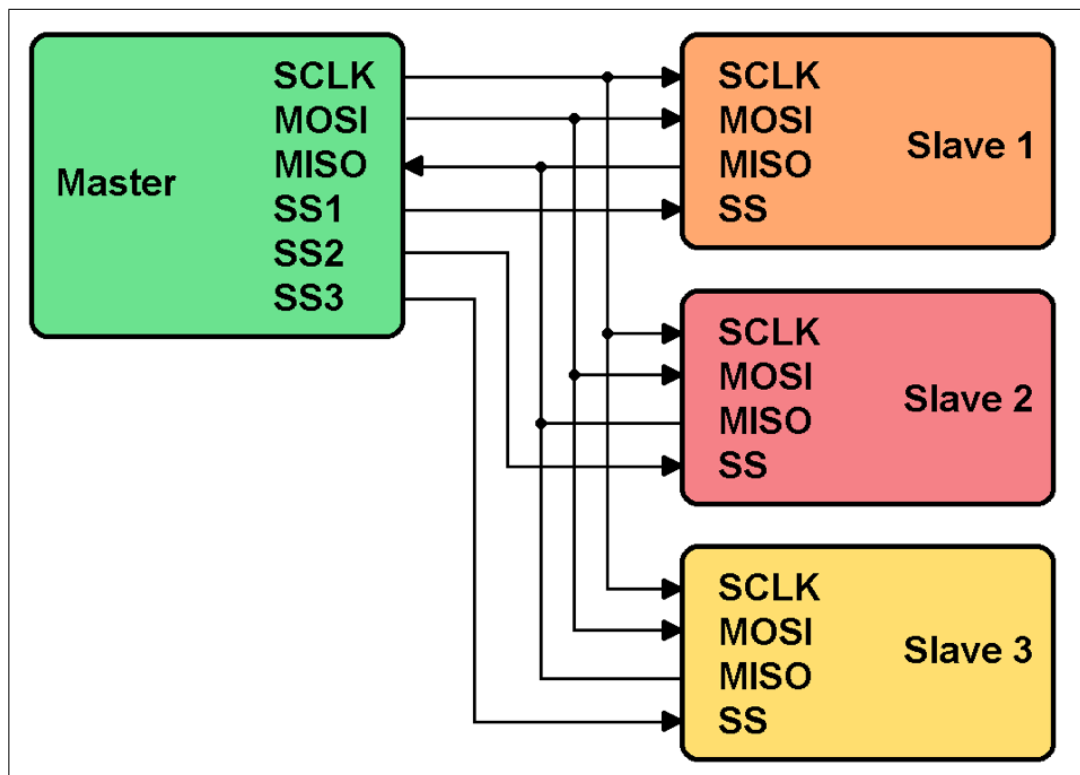 Master
SCLK
MOSI
MISO
SS1
SS2
SS3
SCLK
MOSI
MISO
SS
Slave 1
SCLK
MOSI
MISO
SS
Slave 2
SCLK
MOSI
MISO
SS
Slave 3